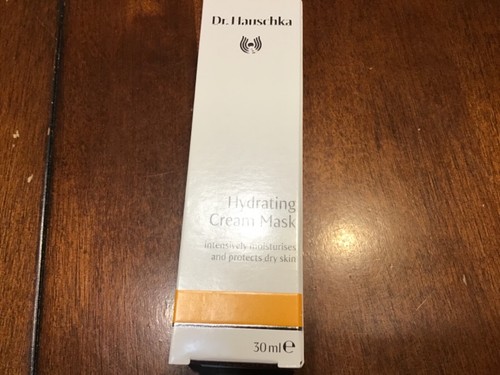 Dr. Hauschka
Hydrating
Cream Mask
intensively moisturises
and protects dry skin
30 ml e